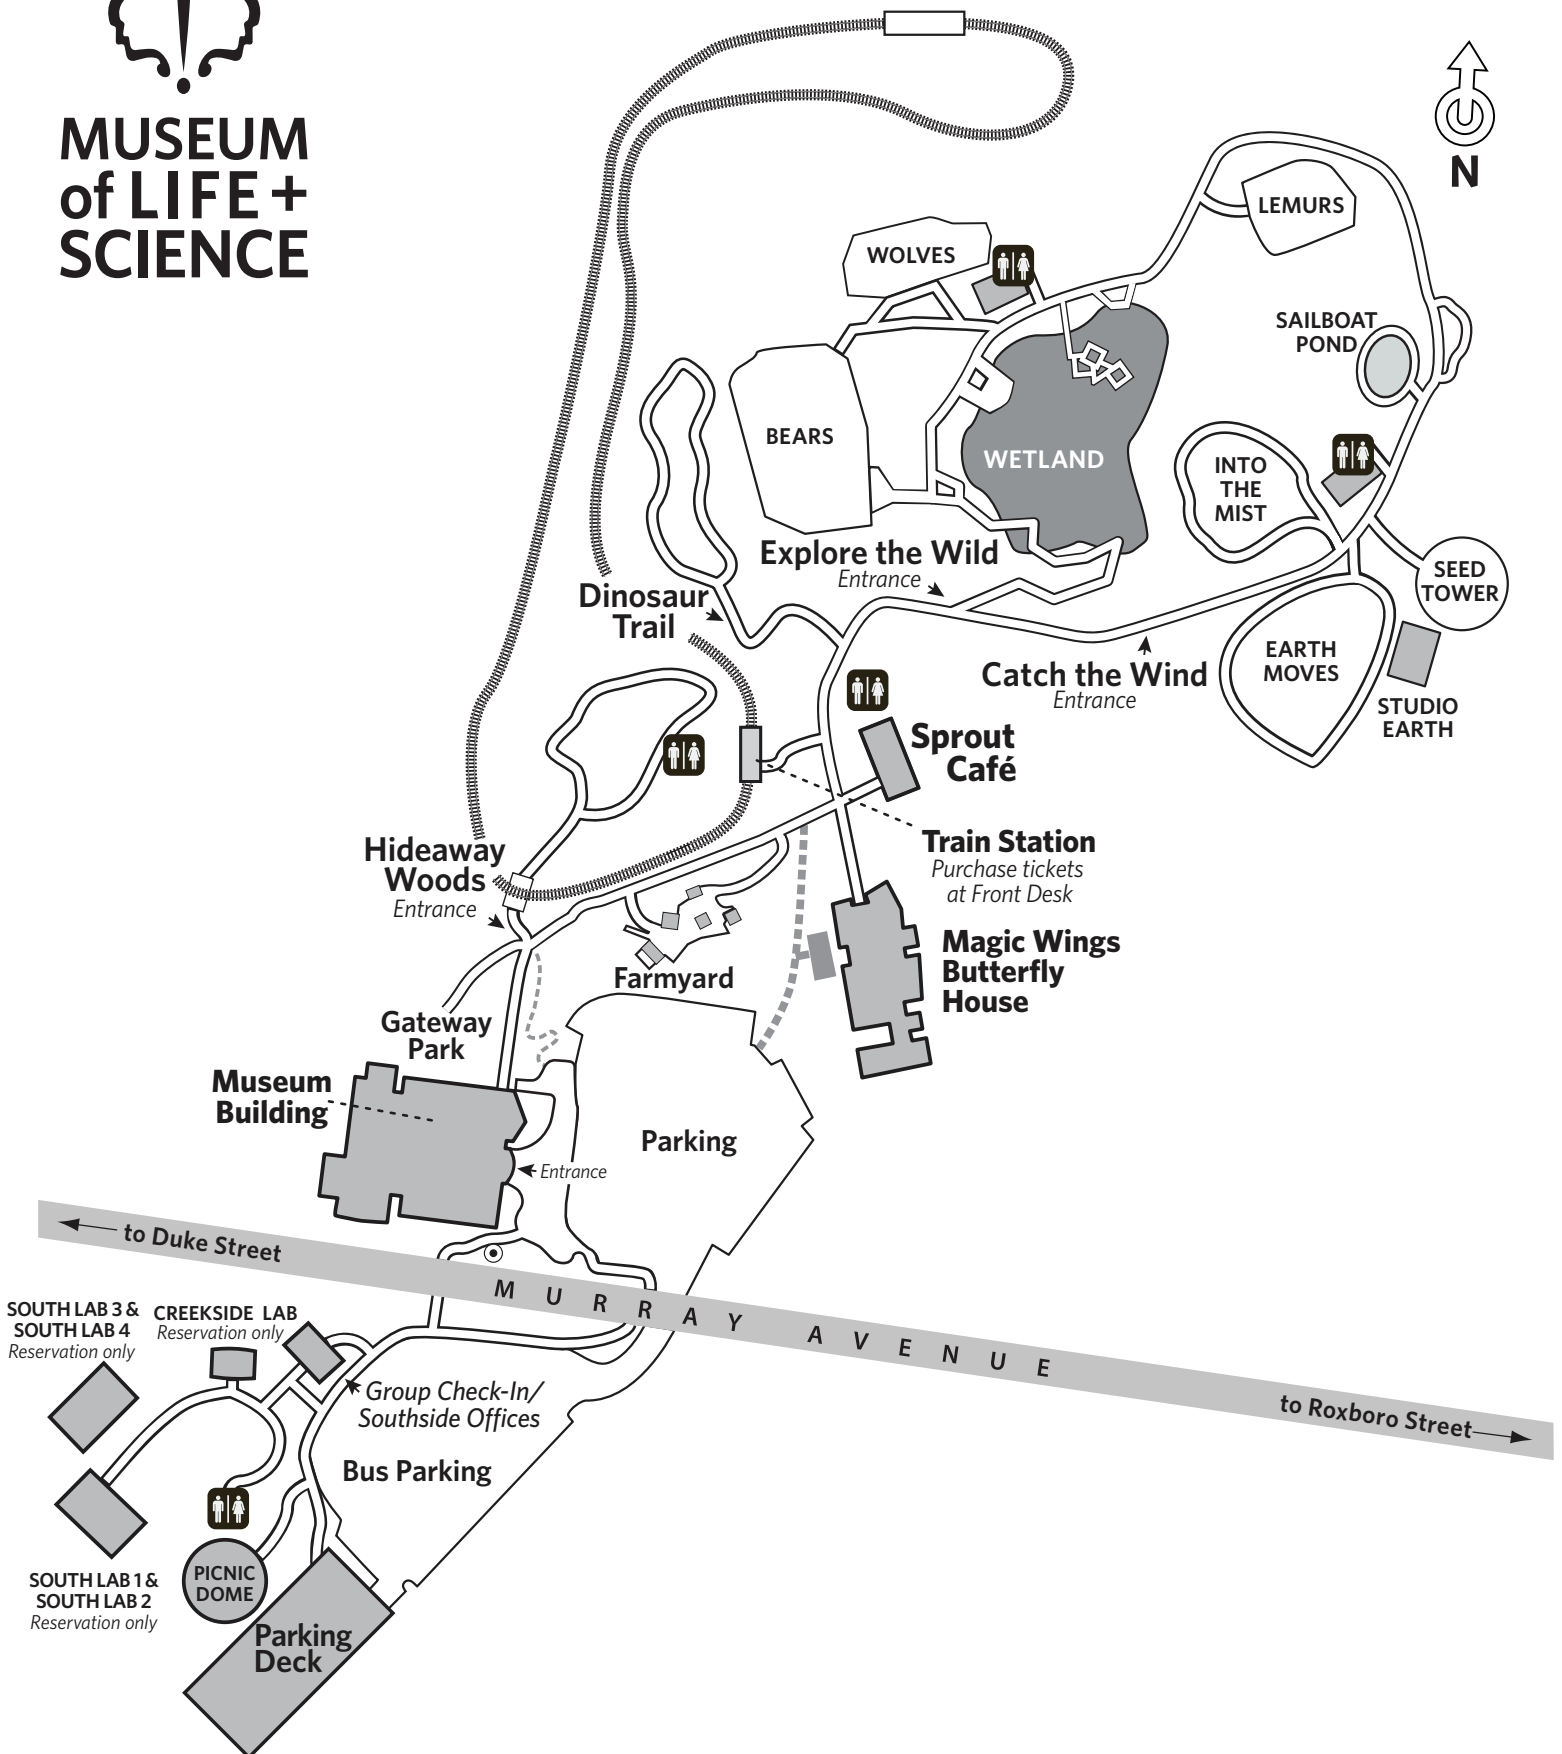 MUSEUM
of LIFE +
SCIENCE
N
LEMURS
WOLVES
SAILBOAT
POND
BEARS
WETLAND
INTO
THE
MIST
Explore the Wild
Entrance
SEED
TOWER
Dinosaur
Trail
EARTH
MOVES
Catch the Wind
Entrance
STUDIO
EARTH
Sprout
Café
Train Station
Purchase tickets
at Front Desk
Hideaway
Woods
Entrance
Magic Wings
Butterfly
House
Farmyard
Gateway
Park
Museum
Building
Parking
Entrance
to Duke Street
MURRAY AVENUE
to Roxboro Street
SOUTH LAB 3 &
SOUTH LAB 4
Reservation only
CREEKSIDE LAB
Reservation only
Group Check-In/
Southside Offices
Bus Parking
PICNIC
DOME
SOUTH LAB 1 &
SOUTH LAB 2
Reservation only
Parking
Deck